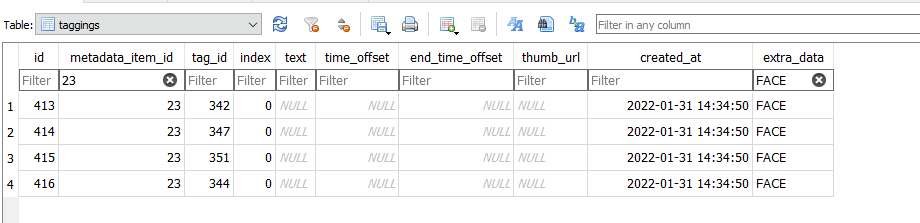 Table: taggings Filter in any column
id metadata_item_id tag_id index text time_offset end_time_offset thumb_url created_at extra_data
Filter 23 Filter Filter Filter Filter Filter Filter Filter FACE
1 413 23 342 0 NULL NULL NULL NULL 2022-01-31 14:34:50 FACE
2 414 23 347 0 NULL NULL NULL NULL 2022-01-31 14:34:50 FACE
3 415 23 351 0 NULL NULL NULL NULL 2022-01-31 14:34:50 FACE
4 416 23 344 0 NULL NULL NULL NULL 2022-01-31 14:34:50 FACE